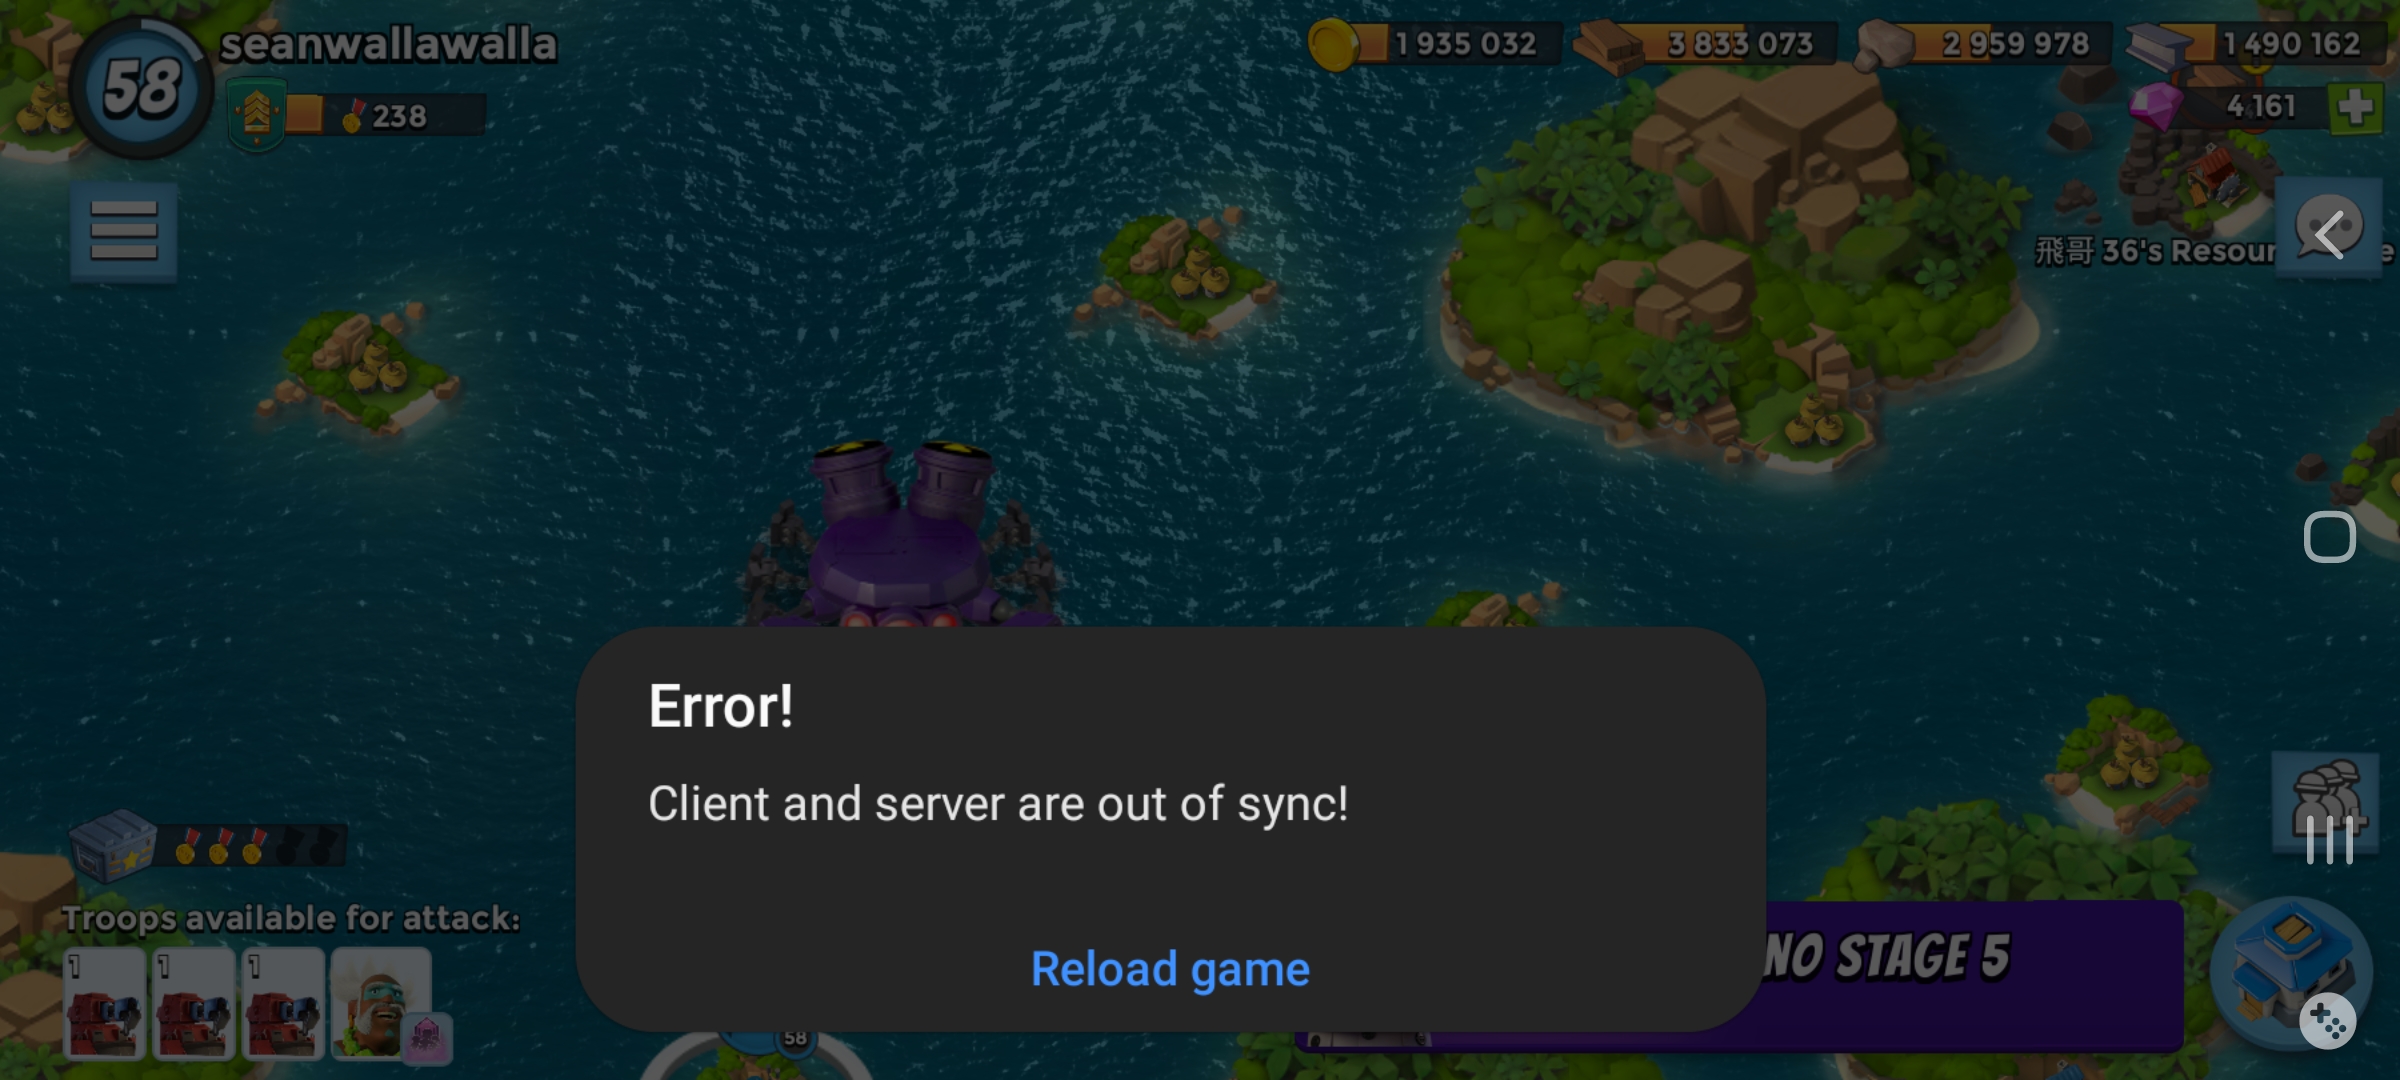 58
seanwallawalla
238
1 935 032
3 833 073
2 959 978
1 490 162
4 161
飛哥 36's Resour
Error!
Client and server are out of sync!
Reload game
NO STAGE 5
Troops available for attack:
1
1
1
58